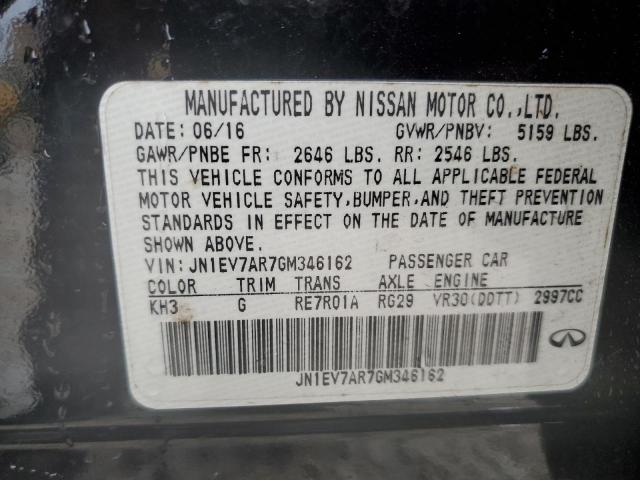 MANUFACTURED BY NISSAN MOTOR CO.,LTD.
DATE: 06/16 GVWR/PNBV: 5159 LBS.
GAWR/PNBE FR: 2646 LBS. RR: 2546 LBS.
THIS VEHICLE CONFORMS TO ALL APPLICABLE FEDERAL
MOTOR VEHICLE SAFETY,BUMPER,AND THEFT PREVENTION
STANDARDS IN EFFECT ON THE DATE OF MANUFACTURE
SHOWN ABOVE.
VIN:JN1EV7AR7GM346162 PASSENGER CAR
COLOR TRIM TRANS AXLE ENGINE
KH3 G RE7R01A RG29 VR30(DDTT) 2997CC
JN1EV7AR7GM346162